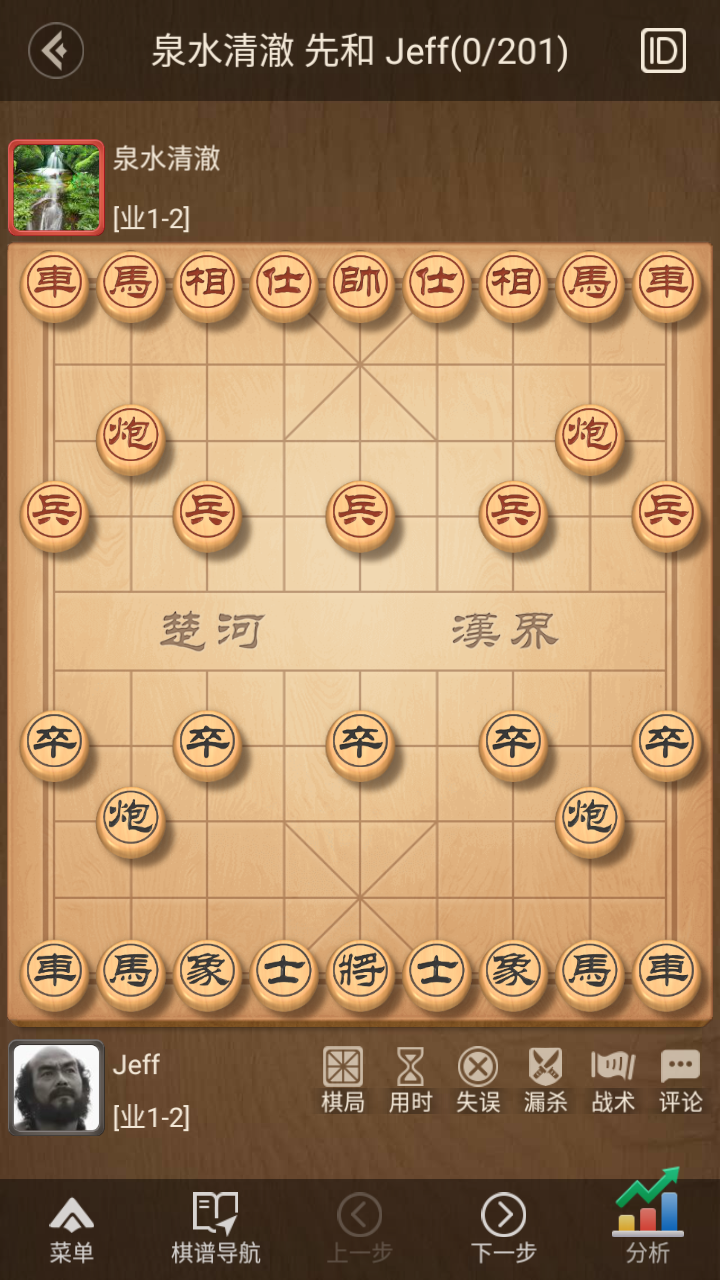 泉水清澈 先和 Jeff(0/201)
ID
泉水清澈
[业1-2]
車 馬 相 仕 帥 仕 相 馬 車
炮 炮
兵 兵 兵 兵 兵
楚河 漢界
卒 卒 卒 卒 卒
炮 炮
車 馬 象 士 將 士 象 馬 車
Jeff
[业1-2]
棋局 用时 失误 漏杀 战术 评论
菜单 棋谱导航 上一步 下一步 分析